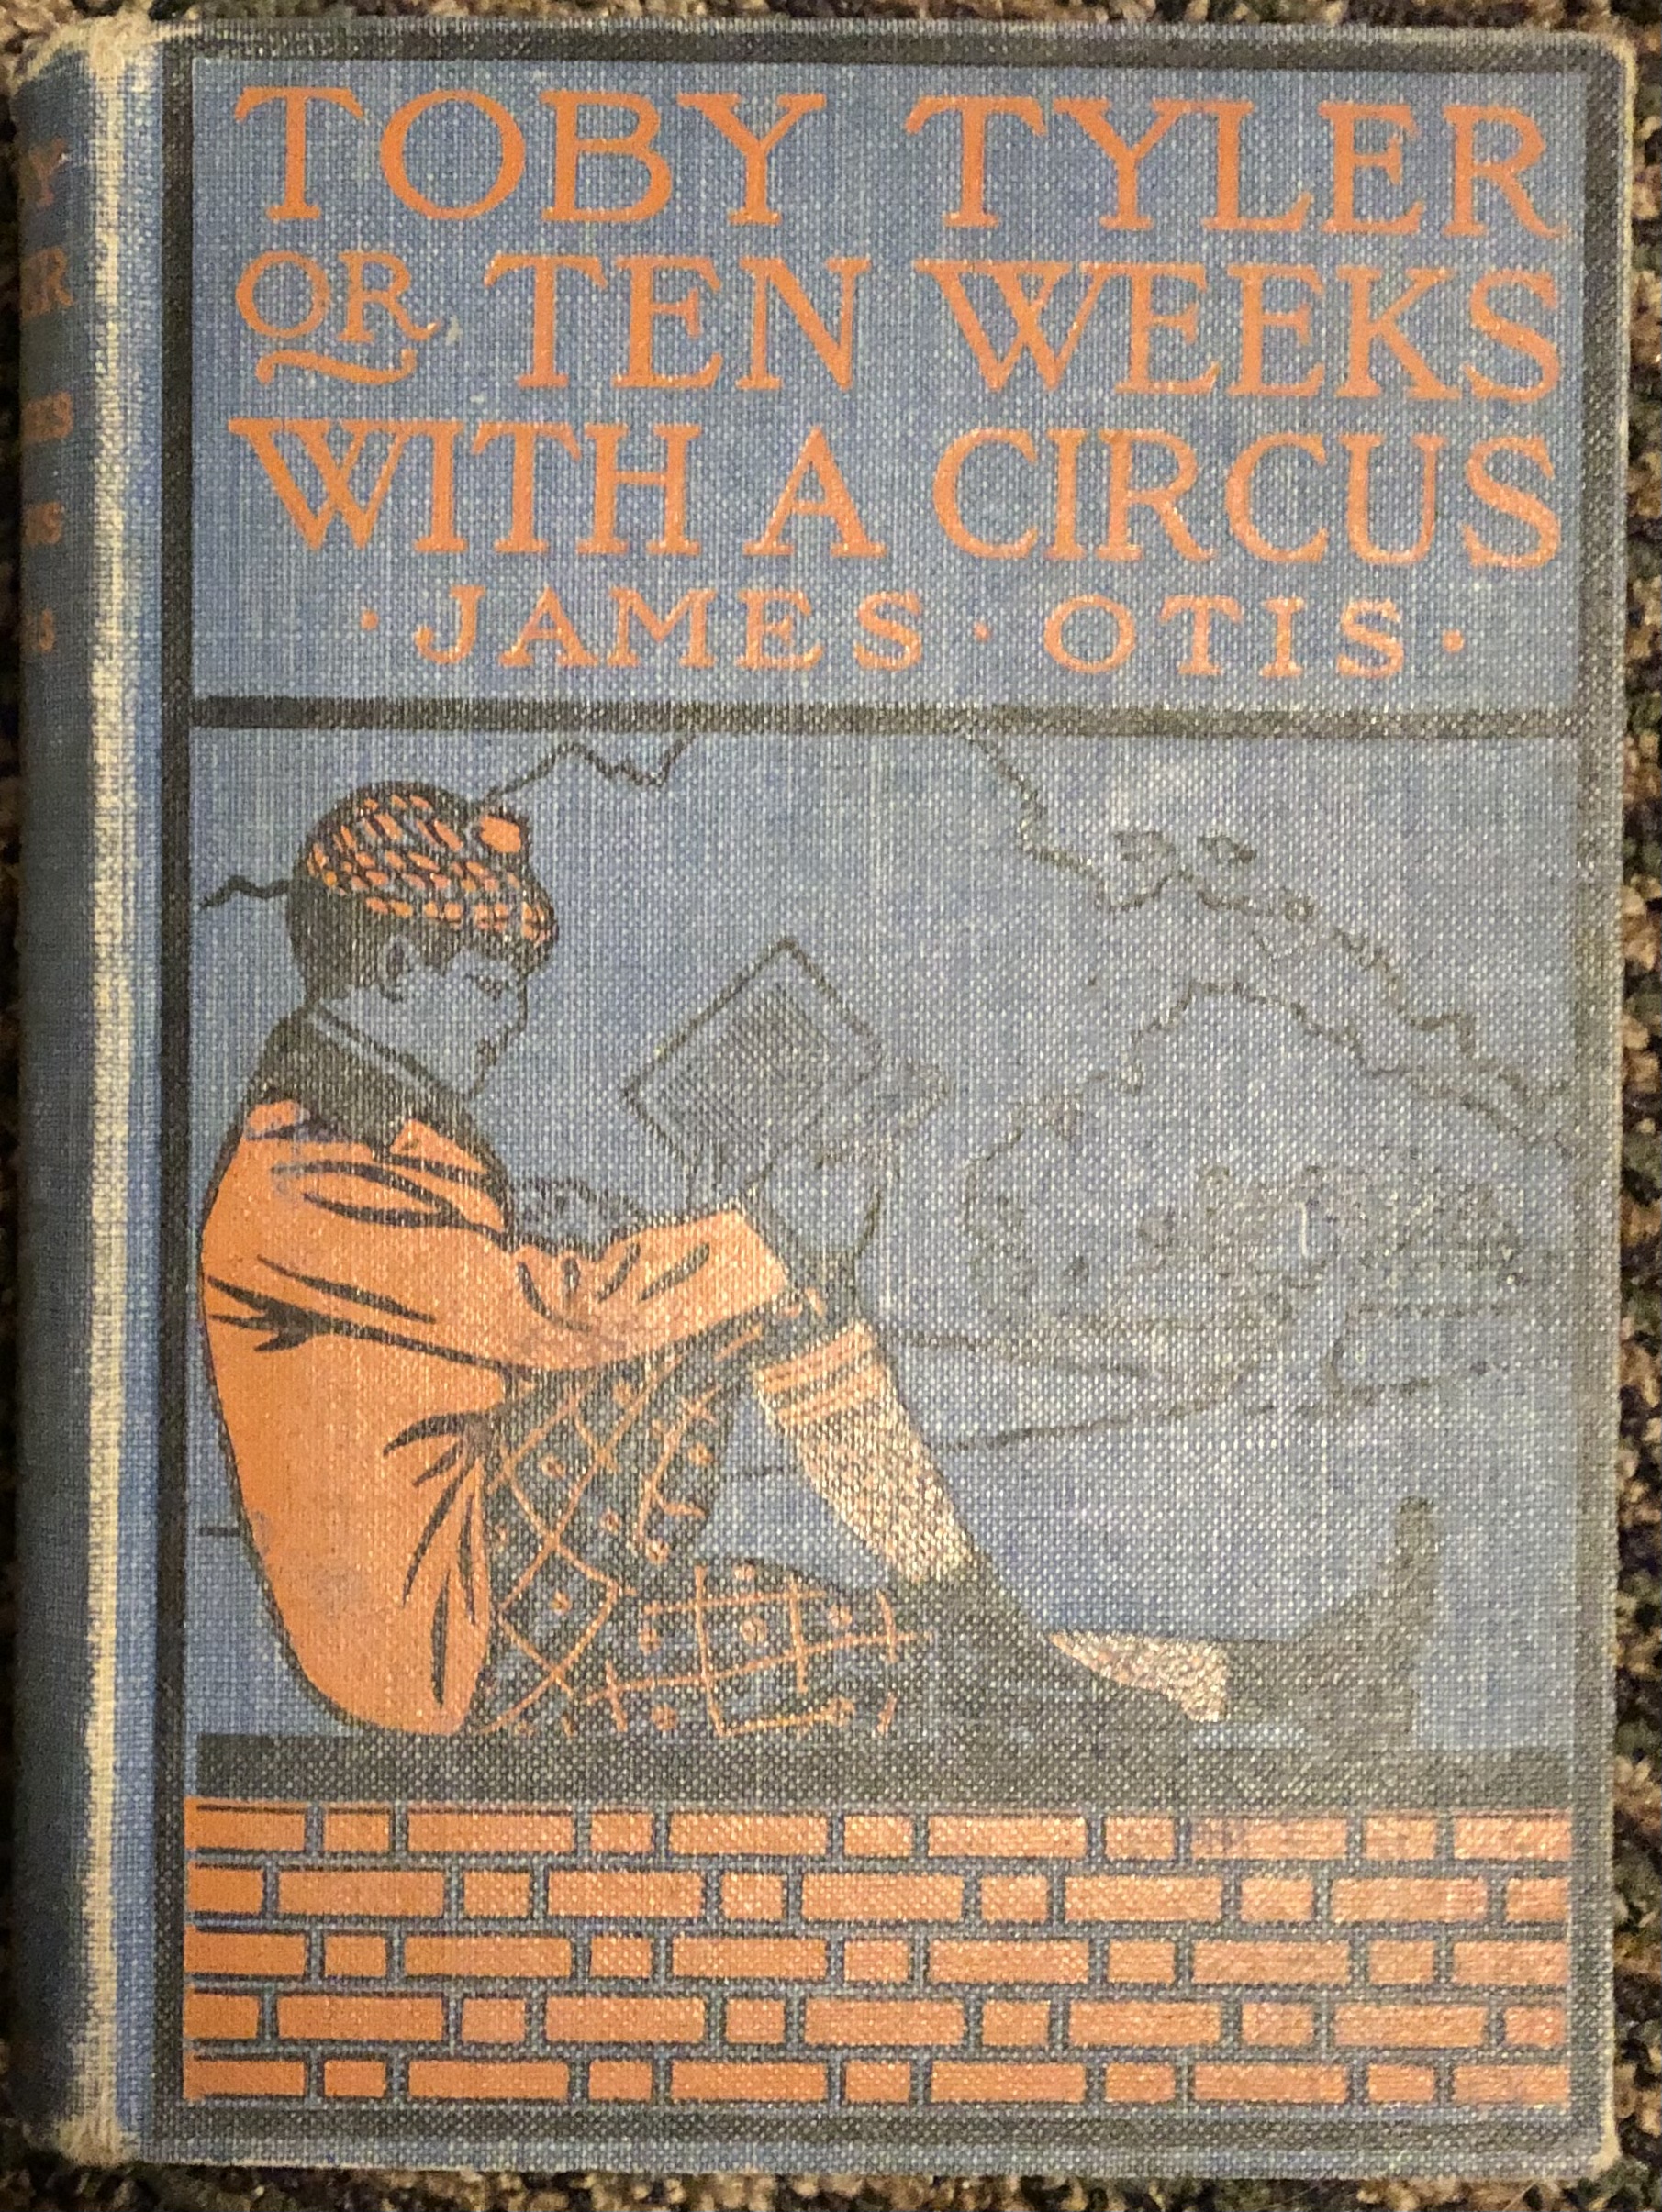 TOBY TYLER
OR TEN WEEKS
WITH A CIRCUS
· JAMES · OTIS ·